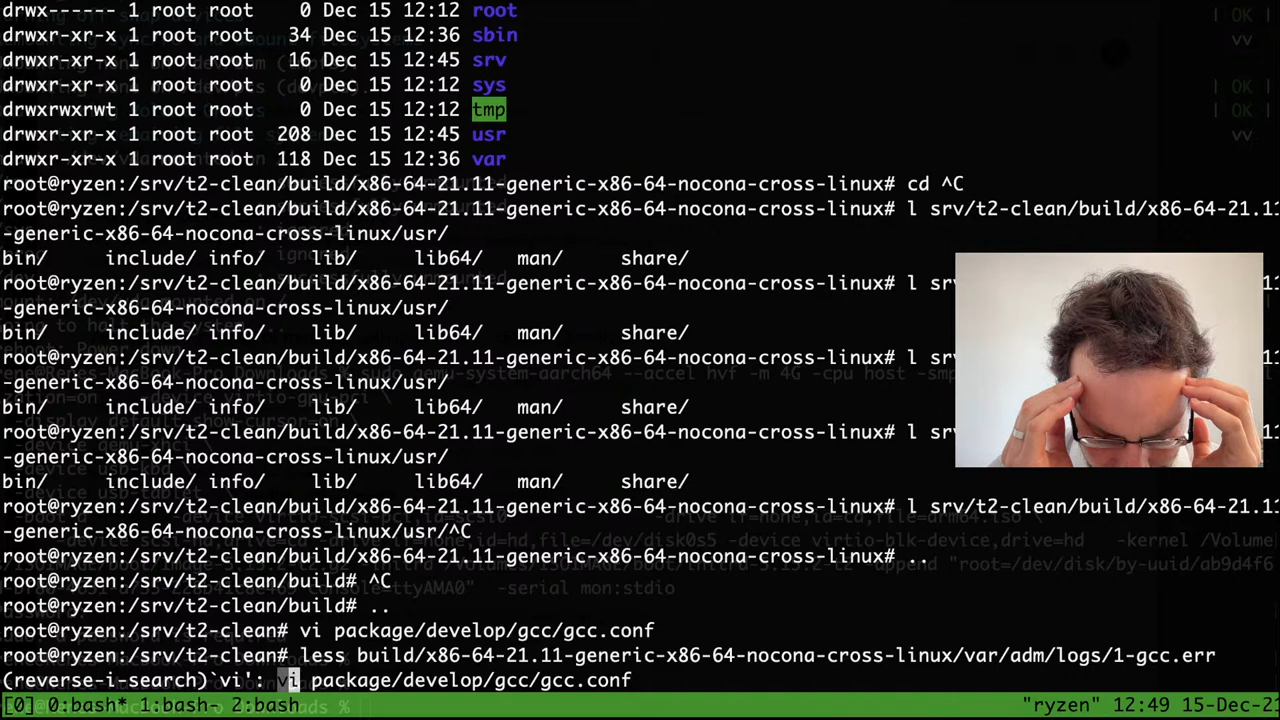 drwx------ 1 root root   0 Dec 15 12:12 root
drwxr-xr-x 1 root root  34 Dec 15 12:36 sbin
drwxr-xr-x 1 root root  16 Dec 15 12:45 srv
drwxr-xr-x 1 root root   0 Dec 15 12:12 sys
drwxrwxrwt 1 root root   0 Dec 15 12:12 tmp
drwxr-xr-x 1 root root 208 Dec 15 12:45 usr
drwxr-xr-x 1 root root 118 Dec 15 12:36 var
root@ryzen:/srv/t2-clean/build/x86-64-21.11-generic-x86-64-nocona-cross-linux# cd ^C
root@ryzen:/srv/t2-clean/build/x86-64-21.11-generic-x86-64-nocona-cross-linux# l srv/t2-clean/build/x86-64-21.11
-generic-x86-64-nocona-cross-linux/usr/
bin/     include/ info/    lib/     lib64/   man/     share/
root@ryzen:/srv/t2-clean/build/x86-64-21.11-generic-x86-64-nocona-cross-linux# l
-generic-x86-64-nocona-cross-linux/usr/
bin/     include/ info/    lib/     lib64/   man/     share/
root@ryzen:/srv/t2-clean/build/x86-64-21.11-generic-x86-64-nocona-cross-linux# l
-generic-x86-64-nocona-cross-linux/usr/
bin/     include/ info/    lib/     lib64/   man/     share/
root@ryzen:/srv/t2-clean/build/x86-64-21.11-generic-x86-64-nocona-cross-linux# l
-generic-x86-64-nocona-cross-linux/usr/
bin/     include/ info/    lib/     lib64/   man/     share/
root@ryzen:/srv/t2-clean/build/x86-64-21.11-generic-x86-64-nocona-cross-linux# l srv/t2-clean/build/x86-64-21.11
-generic-x86-64-nocona-cross-linux/usr/^C
root@ryzen:/srv/t2-clean/build/x86-64-21.11-generic-x86-64-nocona-cross-linux# ..
root@ryzen:/srv/t2-clean/build# ^C
root@ryzen:/srv/t2-clean/build# ..
root@ryzen:/srv/t2-clean# vi package/develop/gcc/gcc.conf
root@ryzen:/srv/t2-clean# less build/x86-64-21.11-generic-x86-64-nocona-cross-linux/var/adm/logs/1-gcc.err
(reverse-i-search)`vi': vi package/develop/gcc/gcc.conf
[0] 0:bash* 1:bash- 2:bash "ryzen" 12:49 15-Dec-21